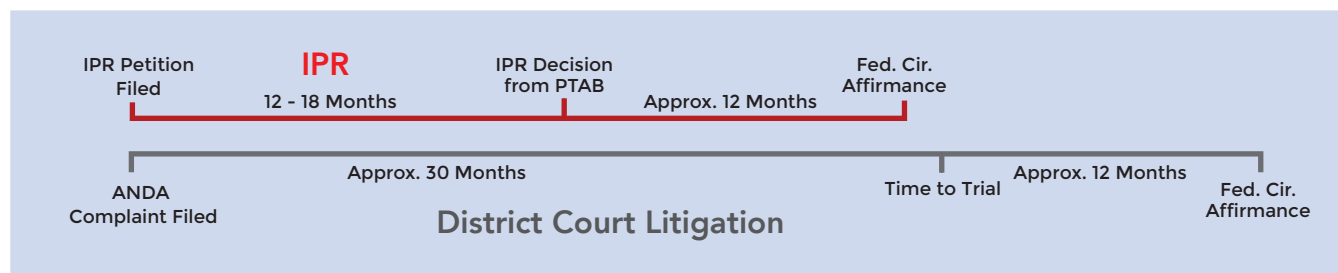 IPR Petition
Filed
IPR
12 - 18 Months
IPR Decision
from PTAB
Approx. 12 Months
Fed. Cir.
Affirmance
ANDA
Complaint Filed
Approx. 30 Months
District Court Litigation
Time to Trial
Approx. 12 Months
Fed. Cir.
Affirmance